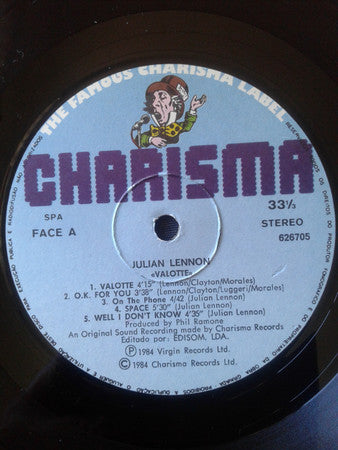 THE FAMOUS CHARISMA LABEL
CHARISMA
SPA
FACE A
33⅓
STEREO
626705
JULIAN LENNON
«VALOTTE»
1. VALOTTE 4'15" (Lennon/Clayton/Morales)
2. O.K. FOR YOU 3'38" (Lennon/Clayton/Luggeri/Morales)
3. On The Phone 4/42 (Julian Lennon)
4. SPACE 5'30" (Julian Lennon)
5. WELL I DON'T KNOW 4'35" (Julian Lennon)
Produced by Phil Ramone
An Original Sound Recording made by Charisma Records
Editado por: EDISOM, LDA.
Ⓟ 1984 Virgin Records Ltd.
© 1984 Charisma Records Ltd.